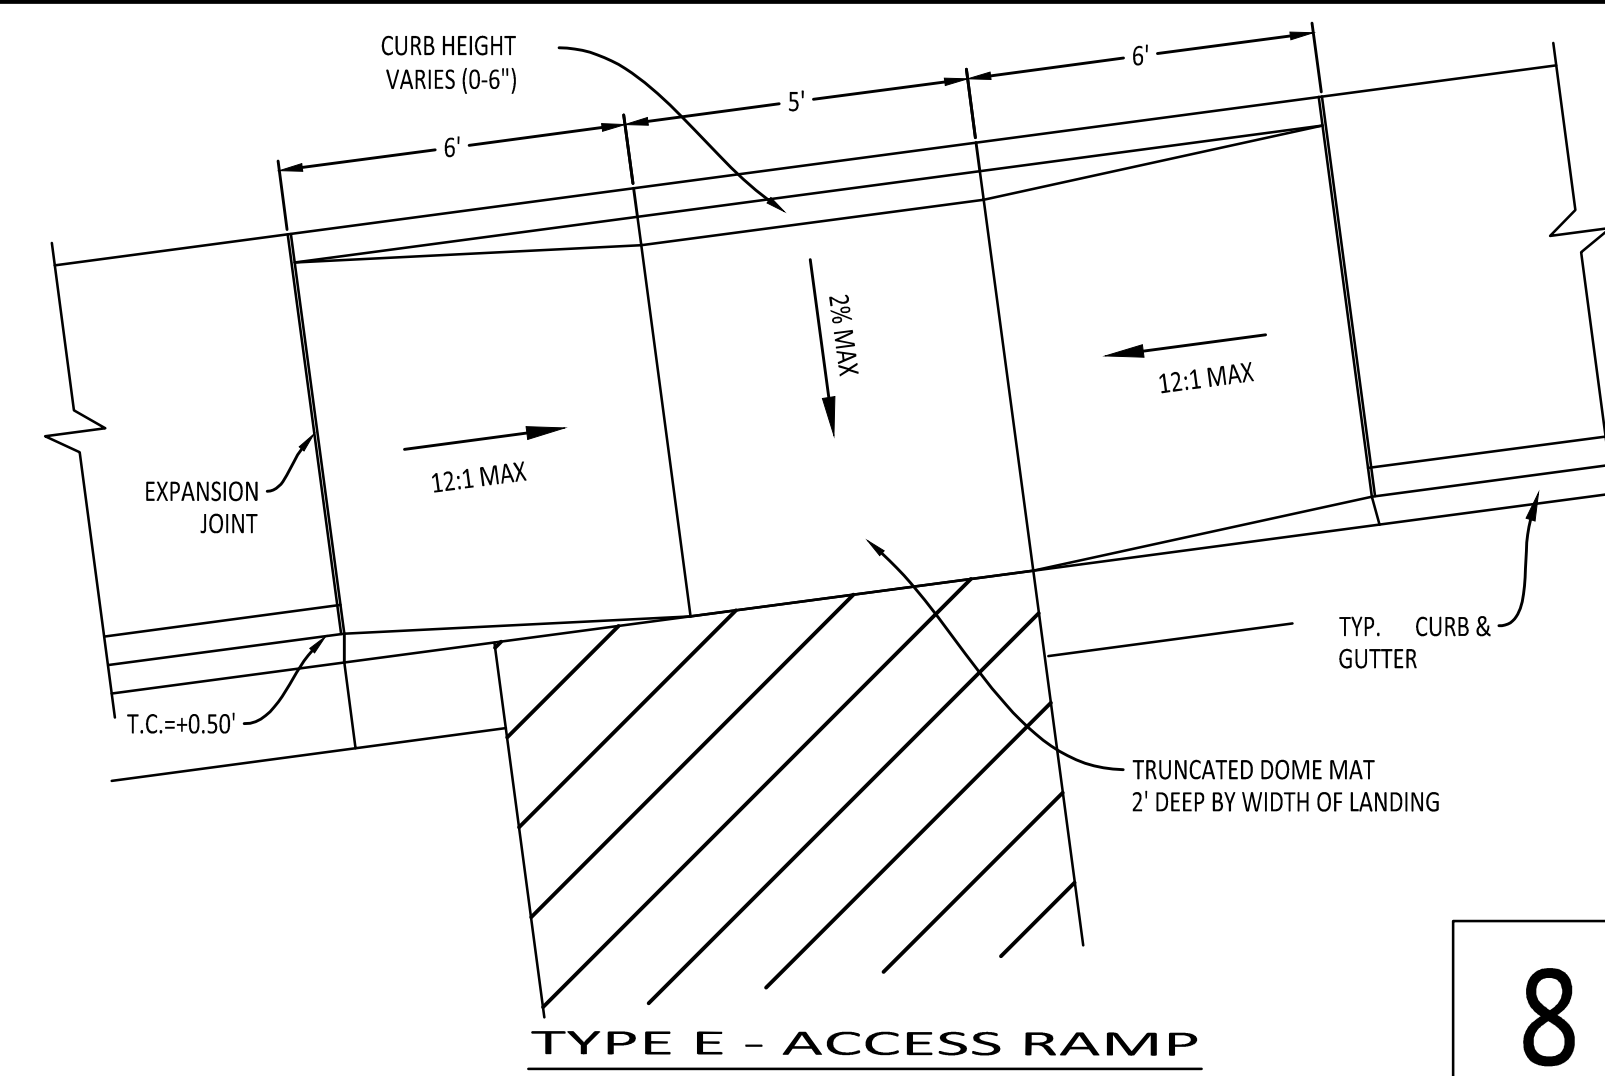 CURB HEIGHT
VARIES (0-6")
6'
5'
6'
2% MAX
12:1 MAX
12:1 MAX
EXPANSION
JOINT
TYP. CURB &
GUTTER
T.C.=+0.50'
TRUNCATED DOME MAT
2' DEEP BY WIDTH OF LANDING
TYPE E - ACCESS RAMP
8